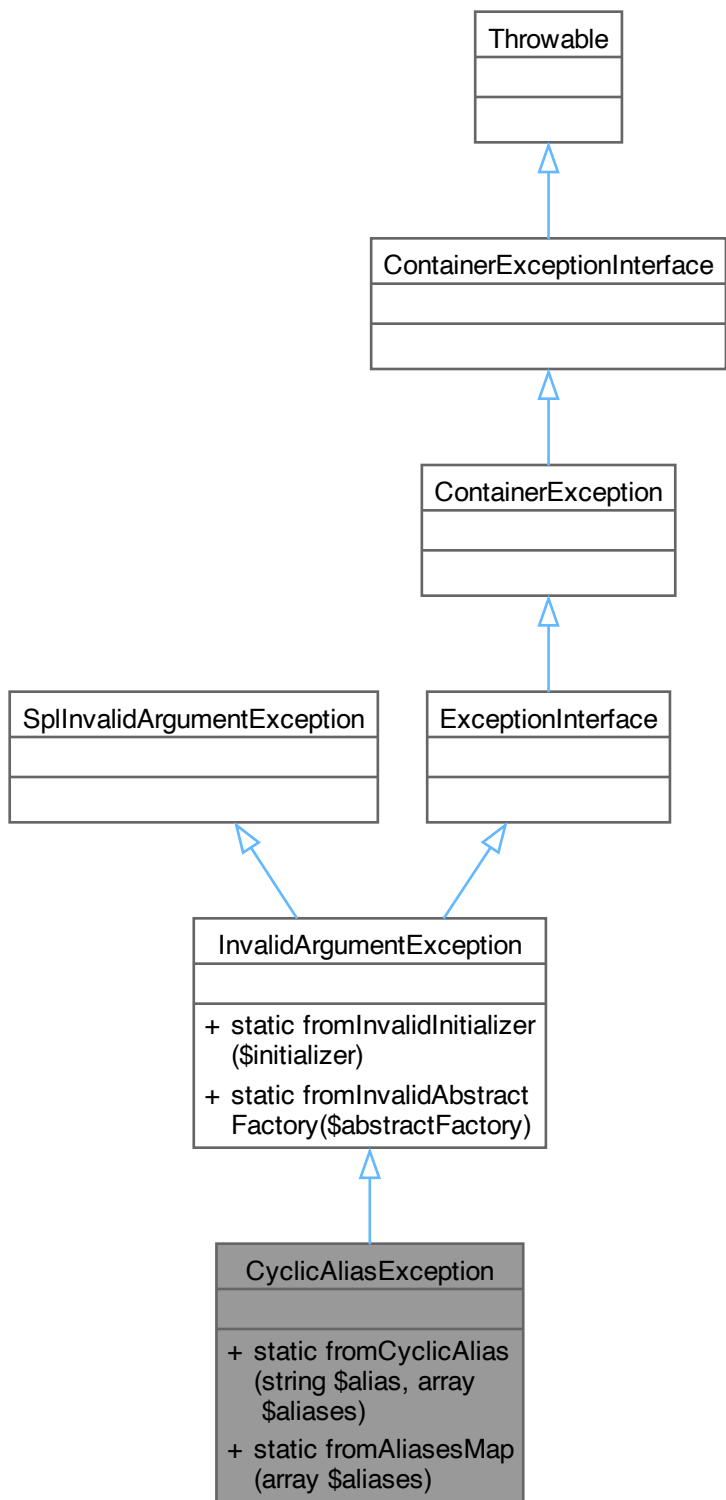 Throwable
ContainerExceptionInterface
ContainerException
SplInvalidArgumentException
ExceptionInterface
InvalidArgumentException
+ static fromInvalidInitializer
($initializer)
+ static fromInvalidAbstract
Factory($abstractFactory)
CyclicAliasException
+ static fromCyclicAlias
(string $alias, array
$aliases)
+ static fromAliasesMap
(array $aliases)